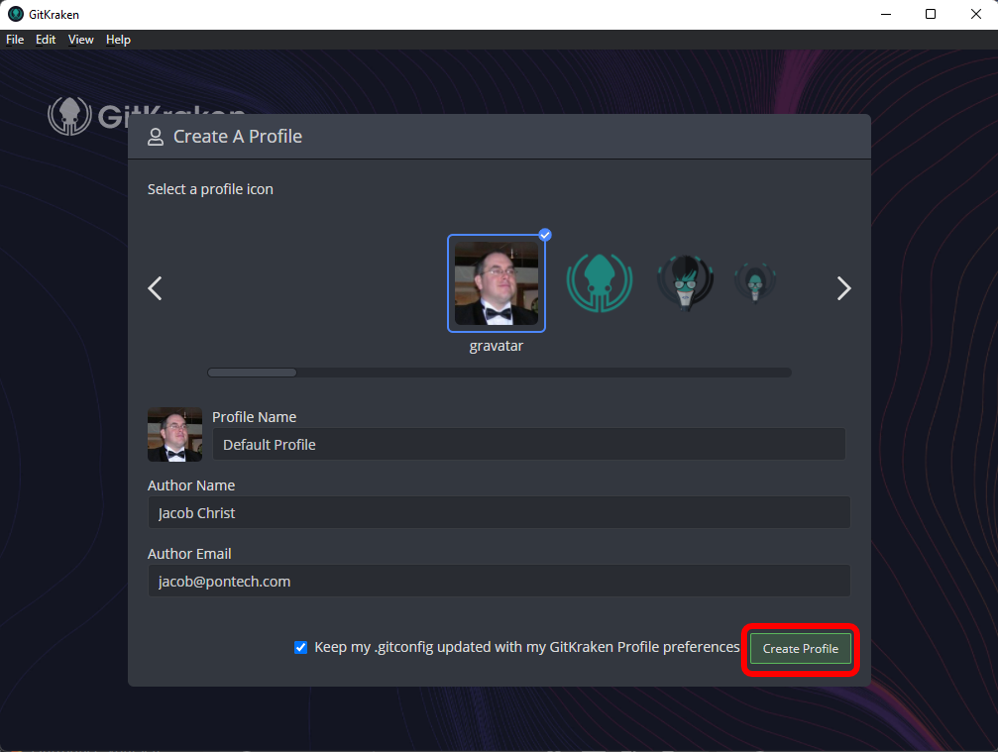 GitKraken
File Edit View Help
GitKraken
Create A Profile
Select a profile icon
gravatar
Profile Name
Default Profile
Author Name
Jacob Christ
Author Email
jacob@pontech.com
Keep my .gitconfig updated with my GitKraken Profile preferences
Create Profile